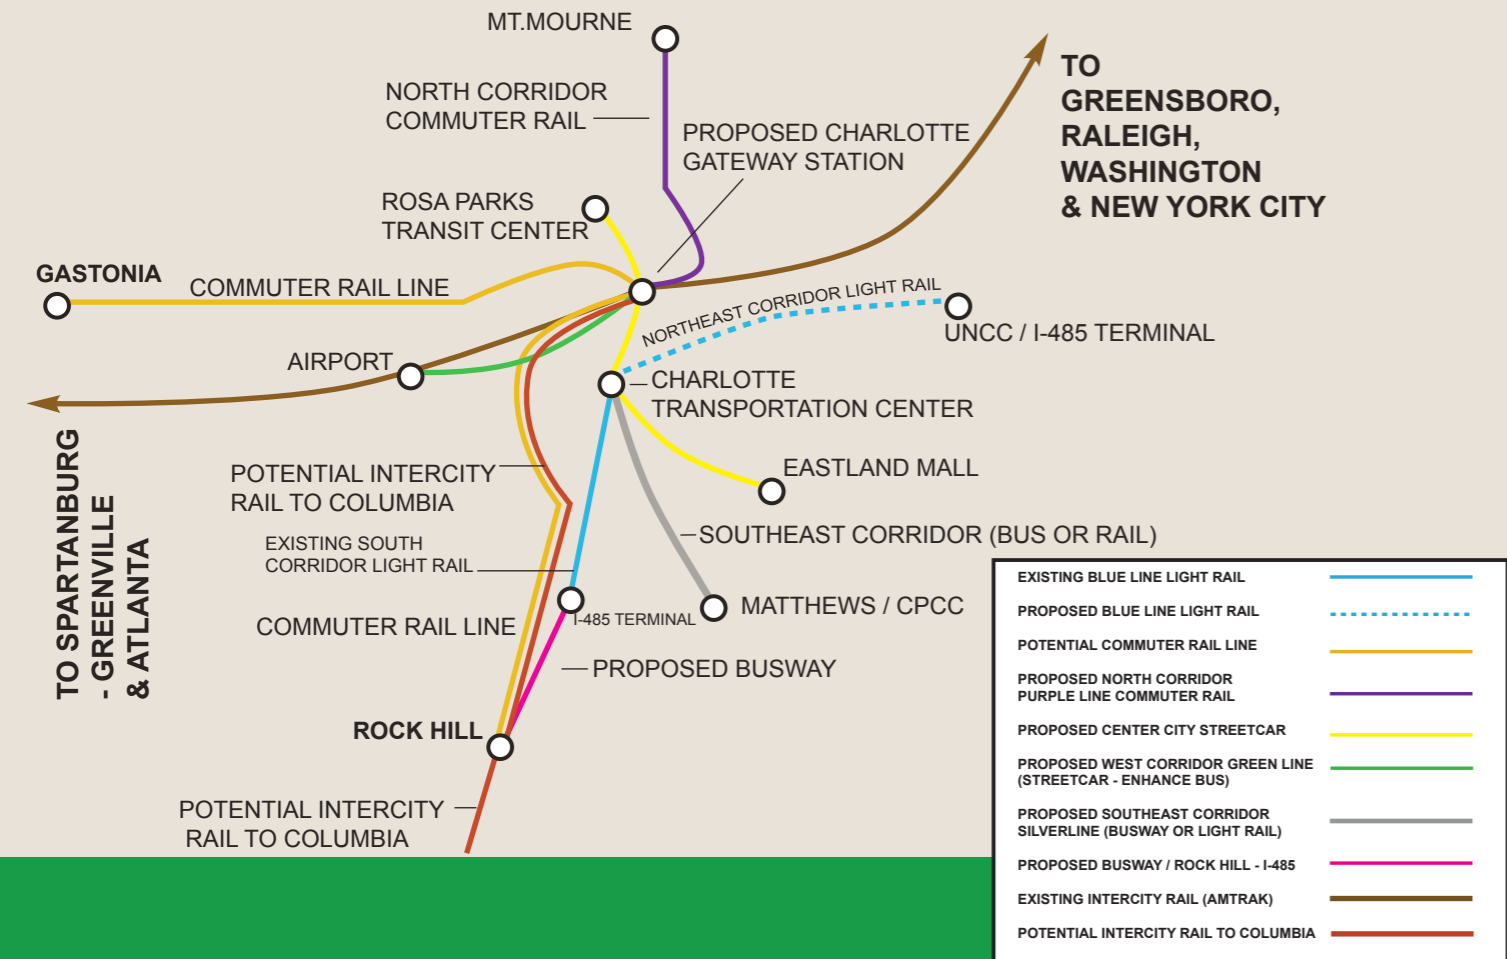 MT.MOURNE
NORTH CORRIDOR
COMMUTER RAIL
TO
GREENSBORO,
RALEIGH,
WASHINGTON
& NEW YORK CITY
PROPOSED CHARLOTTE
GATEWAY STATION
ROSA PARKS
TRANSIT CENTER
GASTONIA
COMMUTER RAIL LINE
NORTHEAST CORRIDOR LIGHT RAIL
UNCC / I-485 TERMINAL
AIRPORT
CHARLOTTE
TRANSPORTATION CENTER
TO SPARTANBURG
- GREENVILLE
& ATLANTA
POTENTIAL INTERCITY
RAIL TO COLUMBIA
EASTLAND MALL
EXISTING SOUTH
CORRIDOR LIGHT RAIL
SOUTHEAST CORRIDOR (BUS OR RAIL)
COMMUTER RAIL LINE
I-485 TERMINAL
MATTHEWS / CPCC
PROPOSED BUSWAY
ROCK HILL
POTENTIAL INTERCITY
RAIL TO COLUMBIA
EXISTING BLUE LINE LIGHT RAIL
PROPOSED BLUE LINE LIGHT RAIL
POTENTIAL COMMUTER RAIL LINE
PROPOSED NORTH CORRIDOR
PURPLE LINE COMMUTER RAIL
PROPOSED CENTER CITY STREETCAR
PROPOSED WEST CORRIDOR GREEN LINE
(STREETCAR - ENHANCE BUS)
PROPOSED SOUTHEAST CORRIDOR
SILVERLINE (BUSWAY OR LIGHT RAIL)
PROPOSED BUSWAY / ROCK HILL - I-485
EXISTING INTERCITY RAIL (AMTRAK)
POTENTIAL INTERCITY RAIL TO COLUMBIA